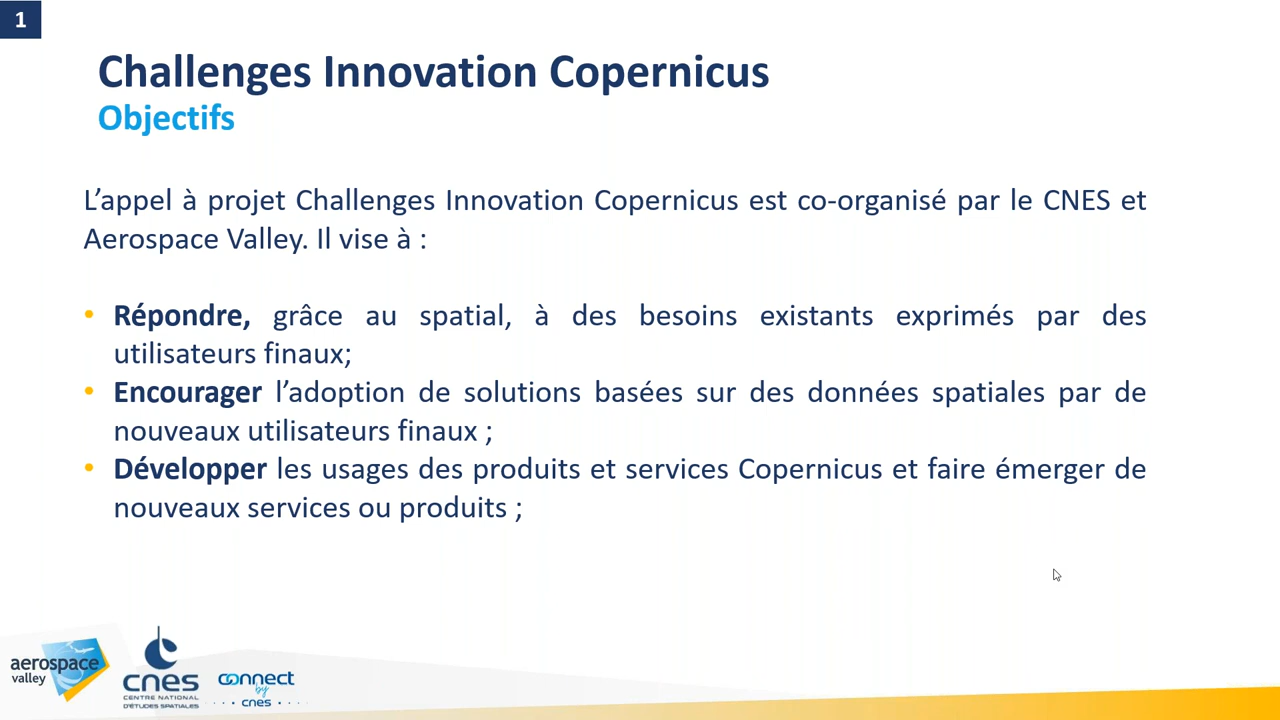 1
Challenges Innovation Copernicus
Objectifs
L’appel à projet Challenges Innovation Copernicus est co-organisé par le CNES et
Aerospace Valley. Il vise à :
• Répondre, grâce au spatial, à des besoins existants exprimés par des
utilisateurs finaux;
• Encourager l’adoption de solutions basées sur des données spatiales par de
nouveaux utilisateurs finaux ;
• Développer les usages des produits et services Copernicus et faire émerger de
nouveaux services ou produits ;
aerospace
valley
cnes
CENTRE NATIONAL
D'ÉTUDES SPATIALES
connect
by
cnes